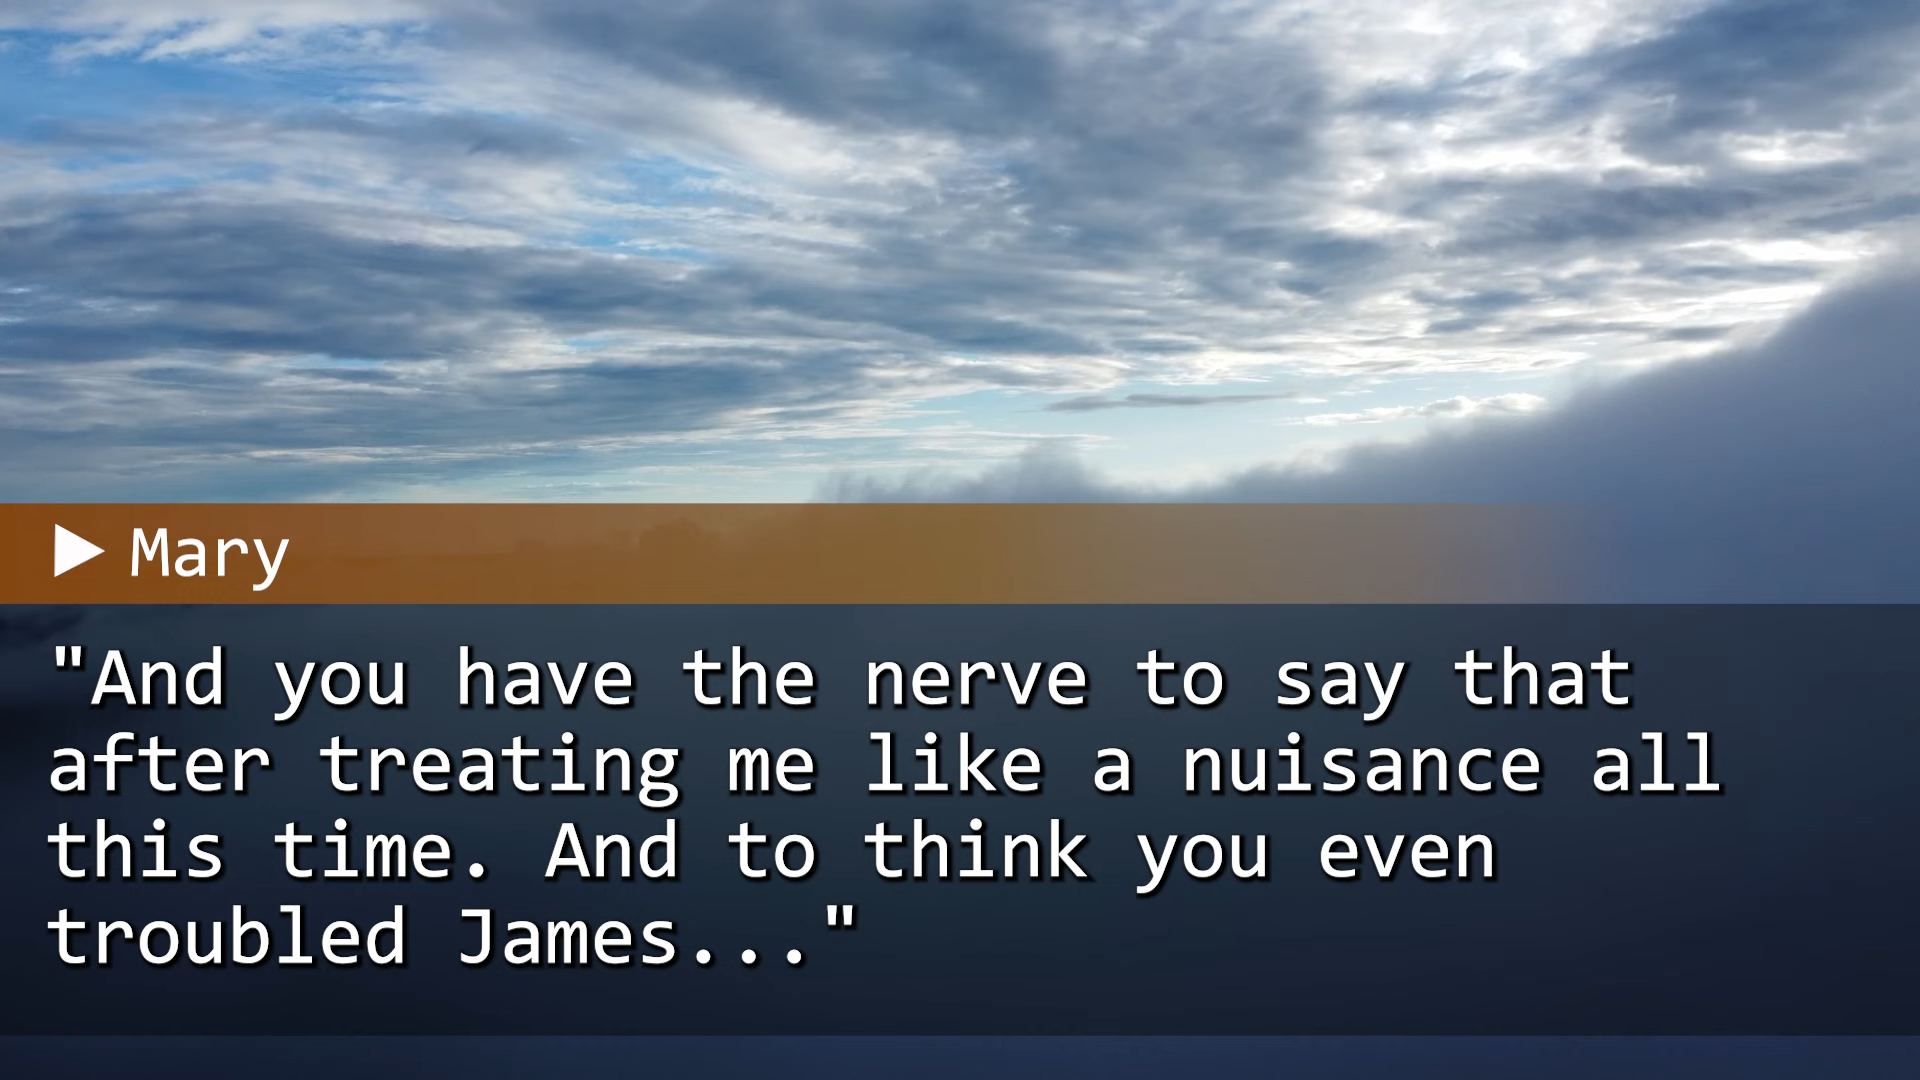 Mary
"And you have the nerve to say that
after treating me like a nuisance all
this time. And to think you even
troubled James..."